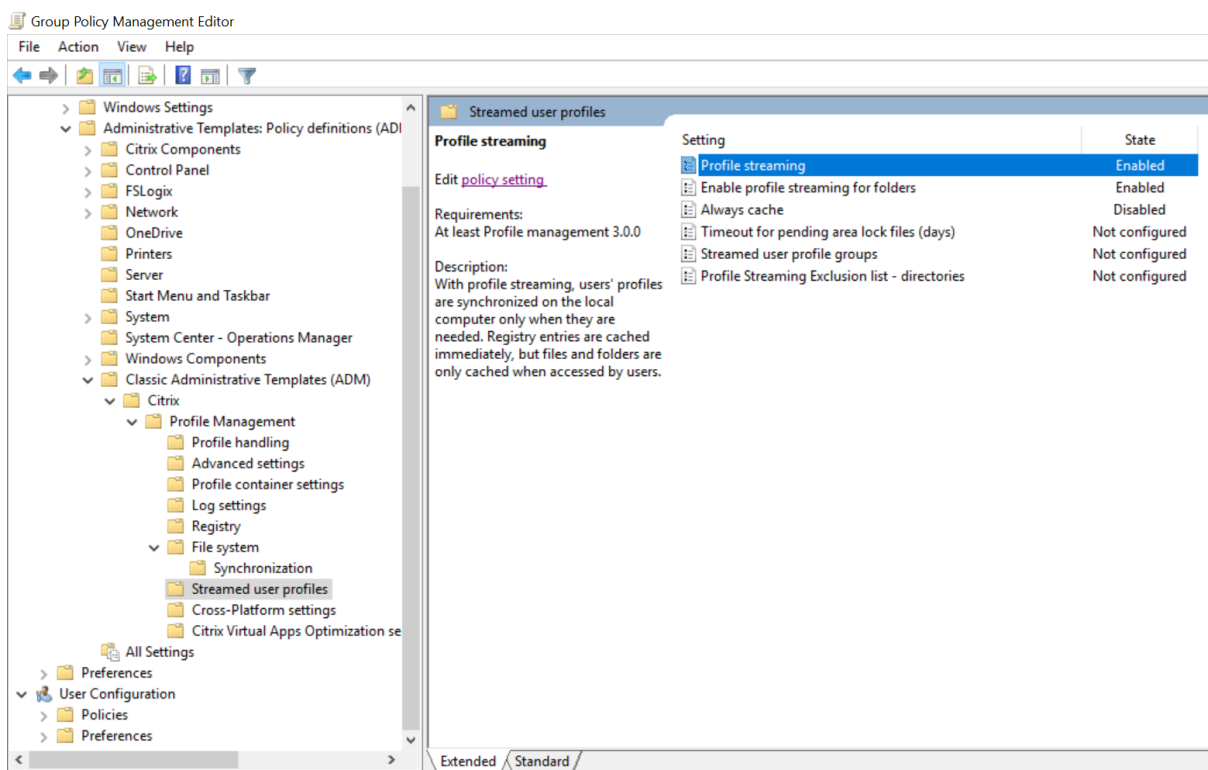 Group Policy Management Editor
File Action View Help
Windows Settings
Administrative Templates: Policy definitions (ADI
Citrix Components
Control Panel
FSLogix
Network
OneDrive
Printers
Server
Start Menu and Taskbar
System
System Center - Operations Manager
Windows Components
Classic Administrative Templates (ADM)
Citrix
Profile Management
Profile handling
Advanced settings
Profile container settings
Log settings
Registry
File system
Synchronization
Streamed user profiles
Cross-Platform settings
Citrix Virtual Apps Optimization se
All Settings
Preferences
User Configuration
Policies
Preferences
Streamed user profiles
Profile streaming
Edit policy setting
Requirements:
At least Profile management 3.0.0
Description:
With profile streaming, users' profiles
are synchronized on the local
computer only when they are
needed. Registry entries are cached
immediately, but files and folders are
only cached when accessed by users.
Setting State
Profile streaming Enabled
Enable profile streaming for folders Enabled
Always cache Disabled
Timeout for pending area lock files (days) Not configured
Streamed user profile groups Not configured
Profile Streaming Exclusion list - directories Not configured
Extended Standard